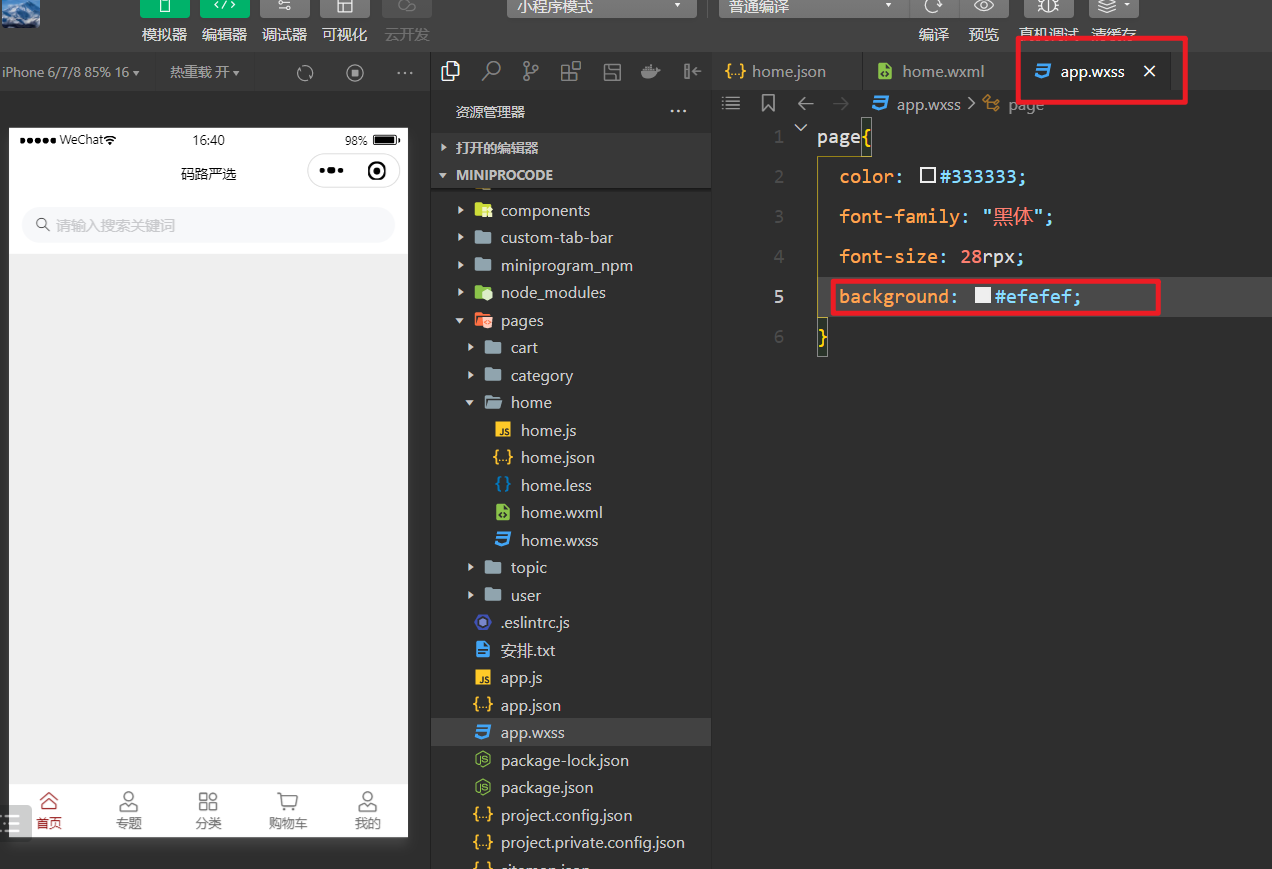 小程序模式
普通编译
模拟器 编辑器 调试器 可视化 云开发
编译 预览 真机调试 清缓存
iPhone 6/7/8 85% 16
热重载 开
home.json
home.wxml
app.wxss
资源管理器
app.wxss > page
打开的编辑器
MINIPROCODE
components
custom-tab-bar
miniprogram_npm
node_modules
pages
cart
category
home
home.js
home.json
home.less
home.wxml
home.wxss
topic
user
.eslintrc.js
安排.txt
app.js
app.json
app.wxss
package-lock.json
package.json
project.config.json
project.private.config.json
sitemap.json
WeChat
16:40
98%
码路严选
请输入搜索关键词
首页 专题 分类 购物车 我的
1 page{
2 color: #333333;
3 font-family: "黑体";
4 font-size: 28rpx;
5 background: #efefef;
6 }